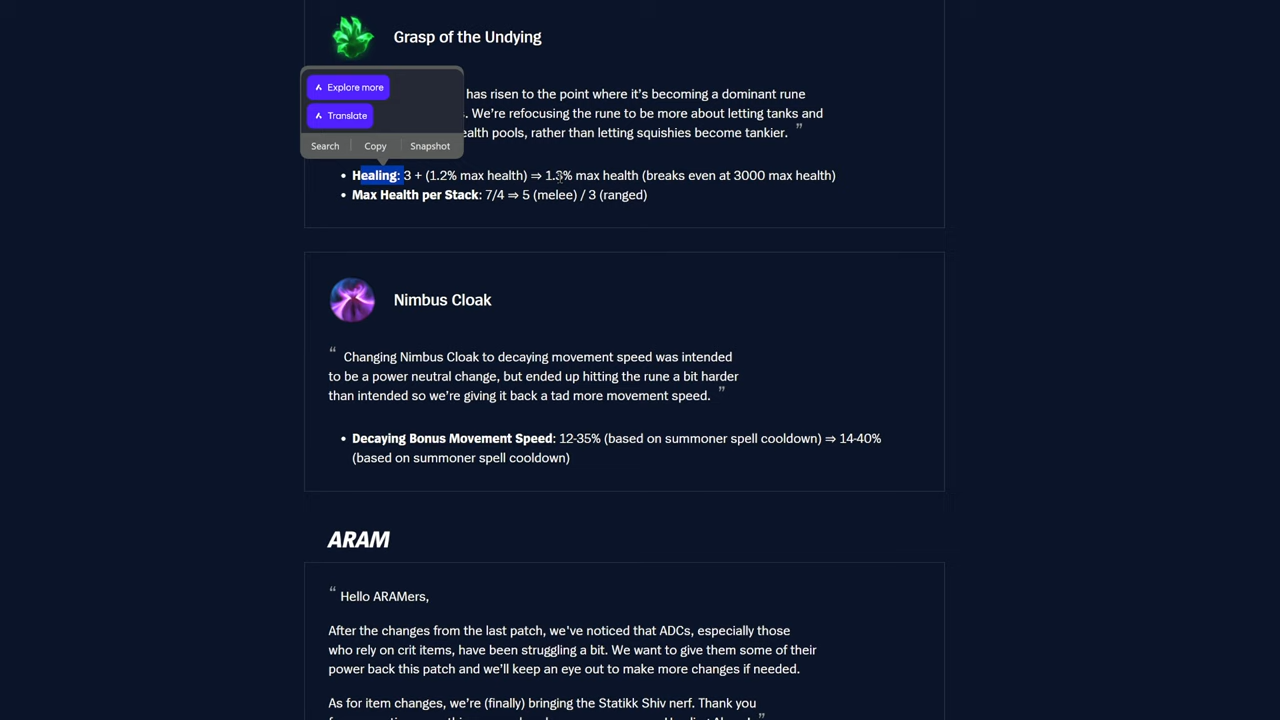 Grasp of the Undying
Explore more
Translate
Search
Copy
Snapshot
has risen to the point where it's becoming a dominant rune
s. We're refocusing the rune to be more about letting tanks and
ealth pools, rather than letting squishies become tankier. ”
• Healing: 3 + (1.2% max health) ⇒ 1.3% max health (breaks even at 3000 max health)
• Max Health per Stack: 7/4 ⇒ 5 (melee) / 3 (ranged)
Nimbus Cloak
“ Changing Nimbus Cloak to decaying movement speed was intended
to be a power neutral change, but ended up hitting the rune a bit harder
than intended so we're giving it back a tad more movement speed. ”
• Decaying Bonus Movement Speed: 12-35% (based on summoner spell cooldown) ⇒ 14-40%
(based on summoner spell cooldown)
ARAM
“ Hello ARAMers,
After the changes from the last patch, we've noticed that ADCs, especially those
who rely on crit items, have been struggling a bit. We want to give them some of their
power back this patch and we'll keep an eye out to make more changes if needed.
As for item changes, we're (finally) bringing the Statikk Shiv nerf. Thank you